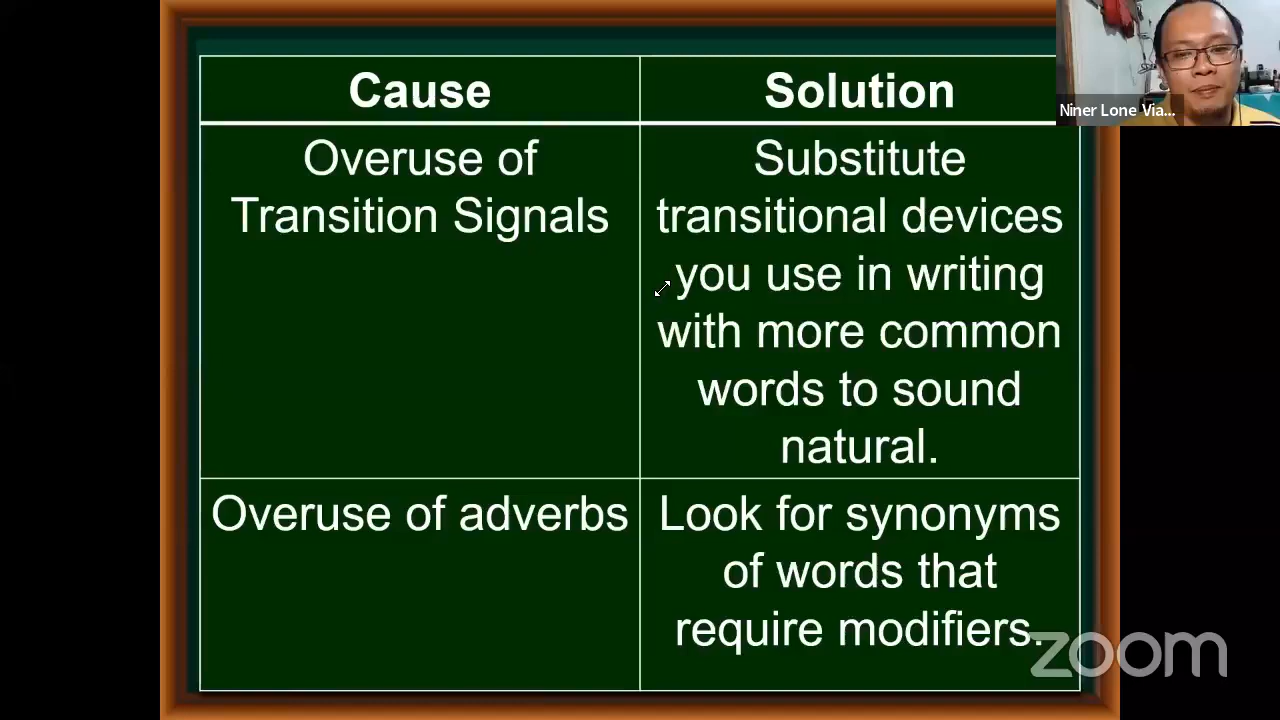 Cause
Solution
Niner Lone Via...
Overuse of
Transition Signals
Substitute
transitional devices
you use in writing
with more common
words to sound
natural.
Overuse of adverbs
Look for synonyms
of words that
require modifiers.
zoom